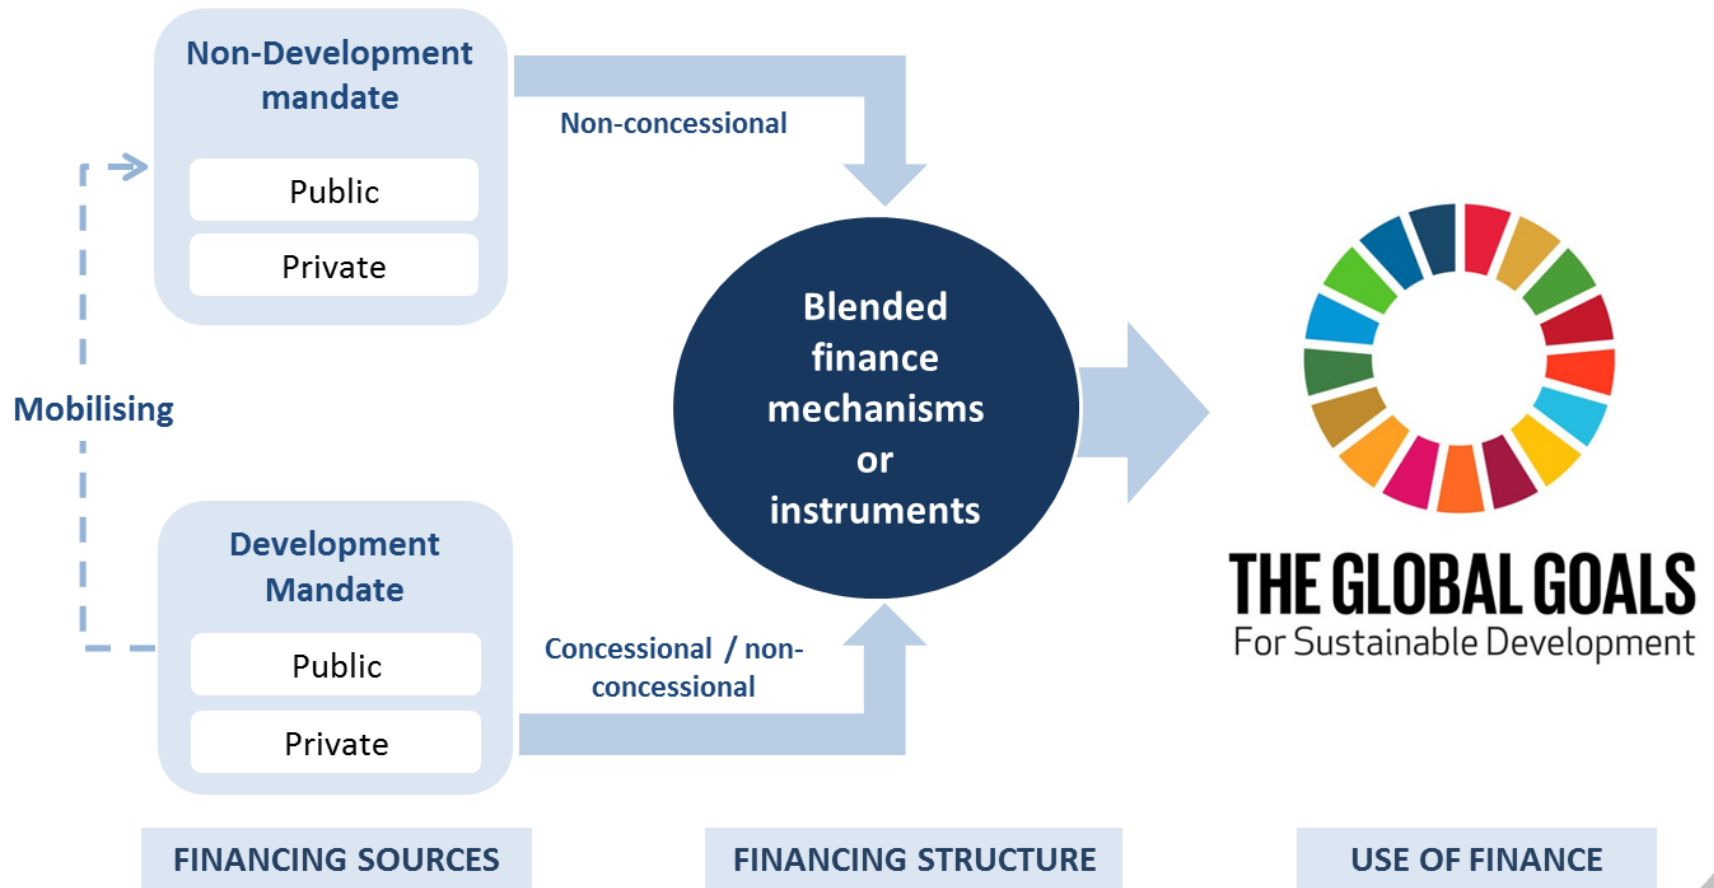 Non-Development
mandate
Public
Private
Non-concessional
Mobilising
Blended
finance
mechanisms
or
instruments
Development
Mandate
Public
Private
Concessional / non-
concessional
THE GLOBAL GOALS
For Sustainable Development
FINANCING SOURCES
FINANCING STRUCTURE
USE OF FINANCE